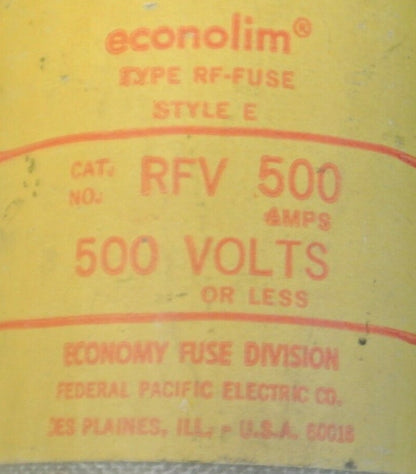 econolim®
TYPE RF-FUSE
STYLE E
CAT. NO. RFV 500
AMPS
500 VOLTS
OR LESS
ECONOMY FUSE DIVISION
FEDERAL PACIFIC ELECTRIC CO.
DES PLAINES, ILL. - U.S.A. 60018